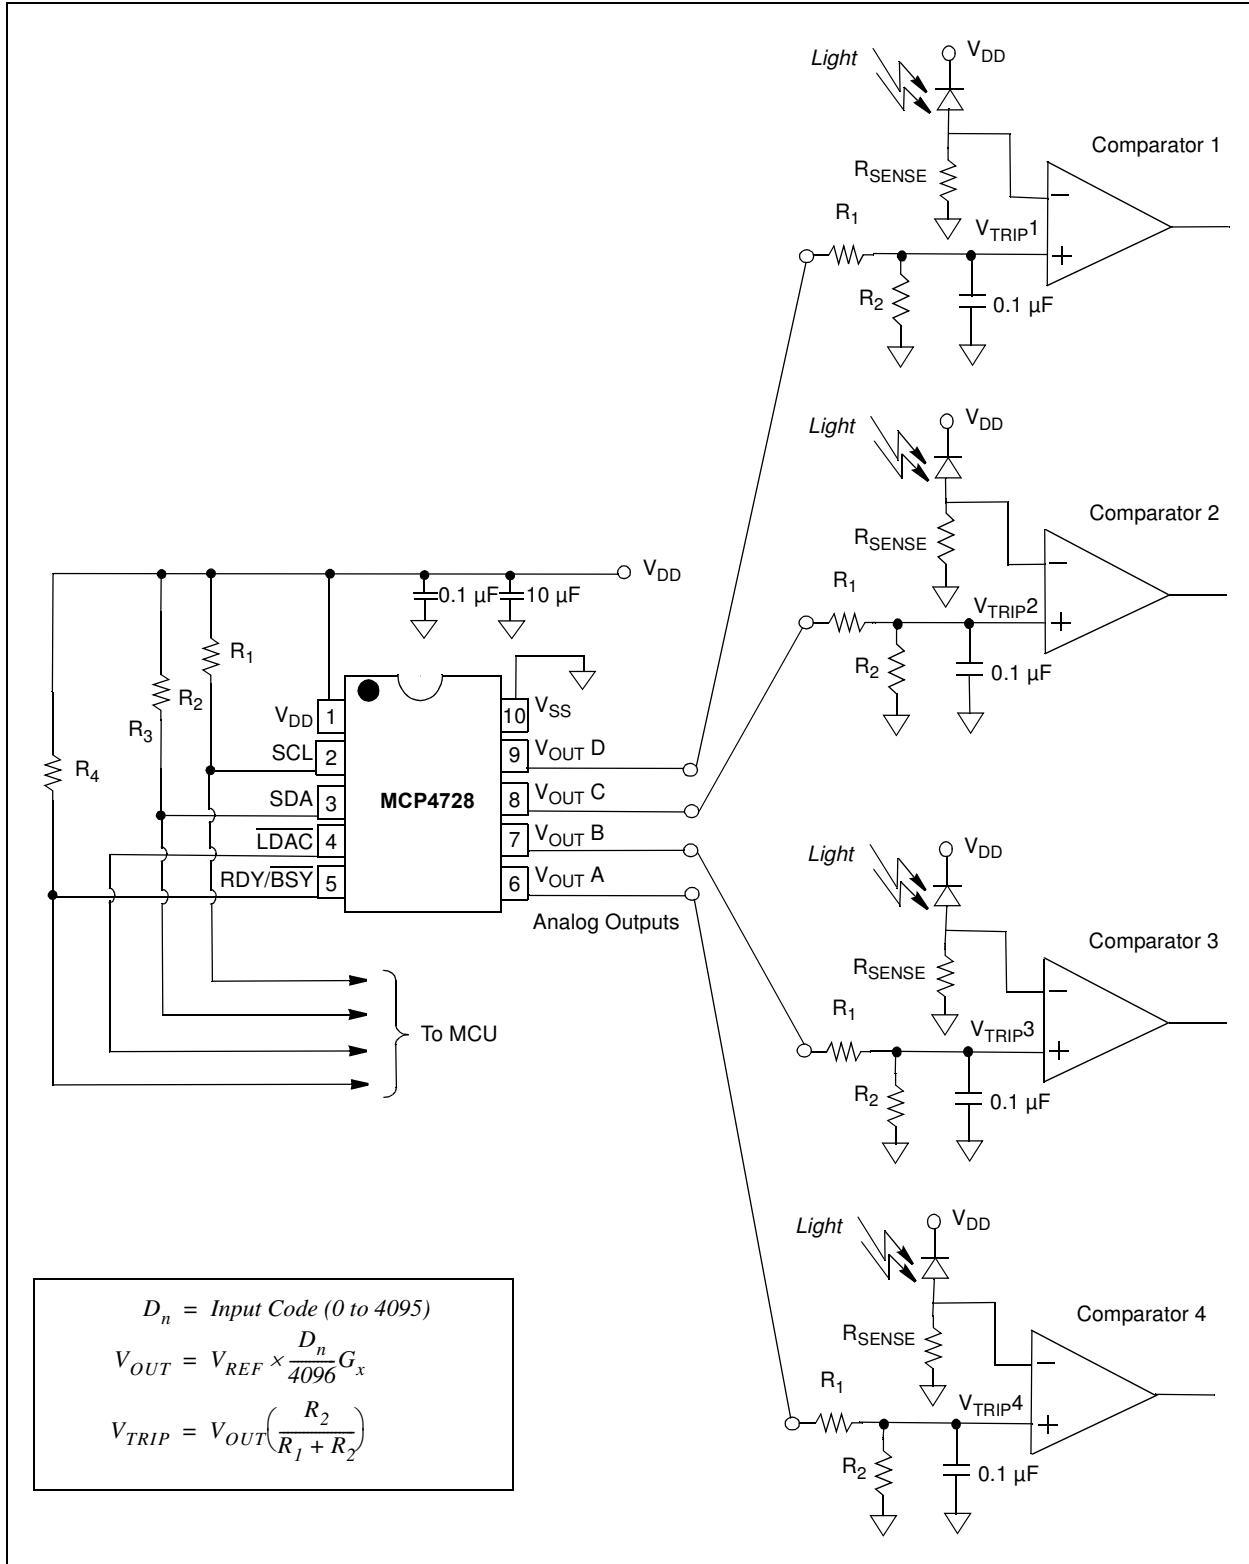 Light
VDD
Comparator 1
RSENSE
R1
VTRIP1
−
+
R2
0.1 µF
Light
VDD
Comparator 2
RSENSE
R1
VTRIP2
−
+
R2
0.1 µF
VDD
0.1 µF
10 µF
R1
R2
R3
R4
VDD 1
SCL 2
SDA 3
LDAC 4
RDY/BSY 5
MCP4728
10 VSS
9 VOUT D
8 VOUT C
7 VOUT B
6 VOUT A
Analog Outputs
To MCU
Light
VDD
Comparator 3
RSENSE
R1
VTRIP3
−
+
R2
0.1 µF
Light
VDD
Comparator 4
RSENSE
R1
VTRIP4
−
+
R2
0.1 µF
Dn = Input Code (0 to 4095)
VOUT = VREF × Dn/4096 Gx
VTRIP = VOUT(R2/(R1 + R2))